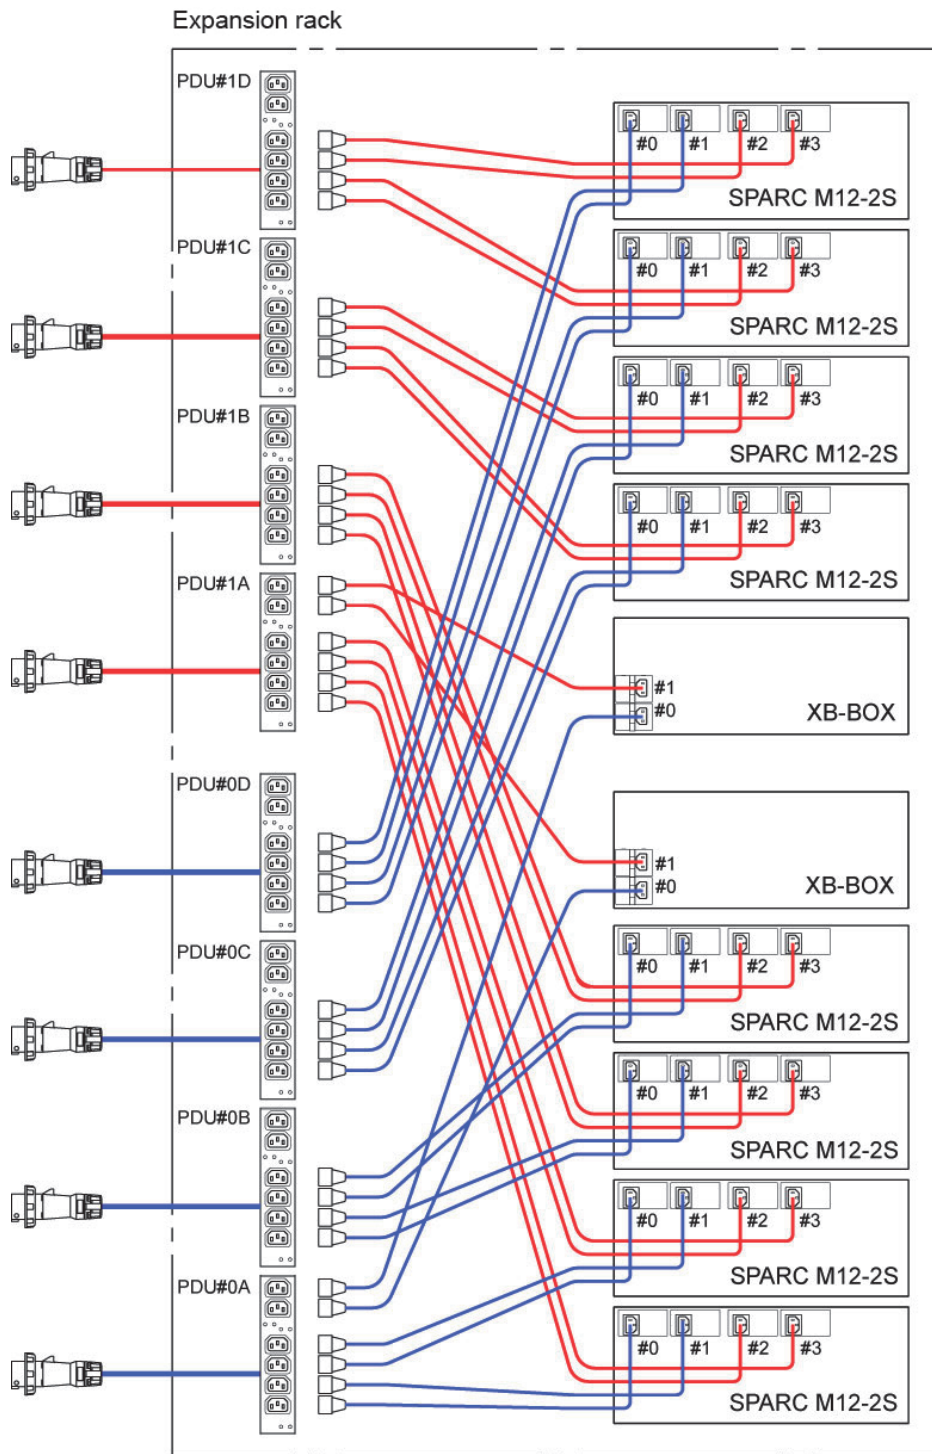 Expansion rack
PDU#1D
#0 #1 #2 #3
SPARC M12-2S
PDU#1C
#0 #1 #2 #3
SPARC M12-2S
PDU#1B
#0 #1 #2 #3
SPARC M12-2S
#0 #1 #2 #3
SPARC M12-2S
PDU#1A
#1
#0
XB-BOX
PDU#0D
#1
#0
XB-BOX
PDU#0C
#0 #1 #2 #3
SPARC M12-2S
PDU#0B
#0 #1 #2 #3
SPARC M12-2S
#0 #1 #2 #3
SPARC M12-2S
PDU#0A
#0 #1 #2 #3
SPARC M12-2S